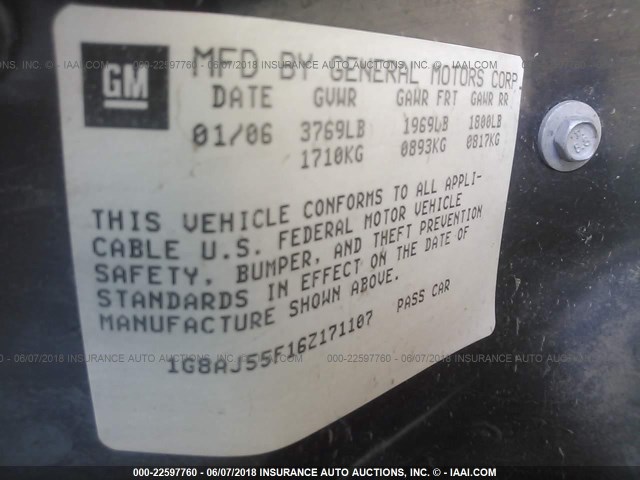 GM
MFD BY GENERAL MOTORS CORP.
DATE GVWR GAWR FRT GAWR RR
01/06 3769LB 1969LB 1800LB
1710KG 0893KG 0817KG
THIS VEHICLE CONFORMS TO ALL APPLI-
CABLE U.S. FEDERAL MOTOR VEHICLE
SAFETY, BUMPER, AND THEFT PREVENTION
STANDARDS IN EFFECT ON THE DATE OF
MANUFACTURE SHOWN ABOVE.
1G8AJ55F16Z171107 PASS CAR
000-22597760 - 06/07/2018 INSURANCE AUTO AUCTIONS, INC. - © IAAI.COM